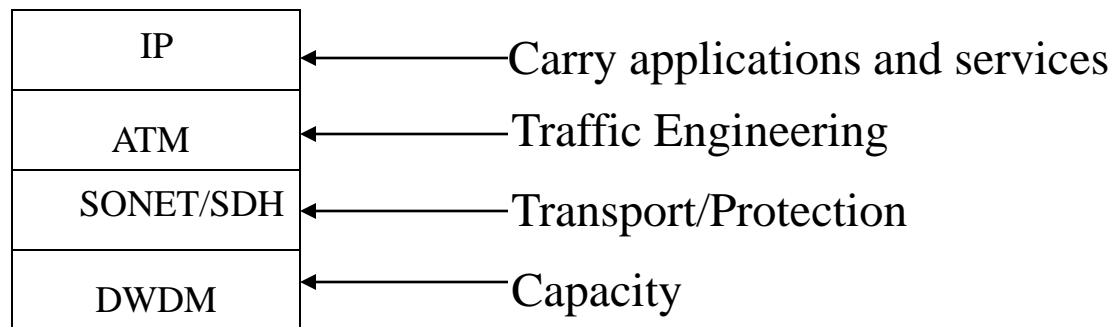 IP
Carry applications and services
ATM
Traffic Engineering
SONET/SDH
Transport/Protection
DWDM
Capacity